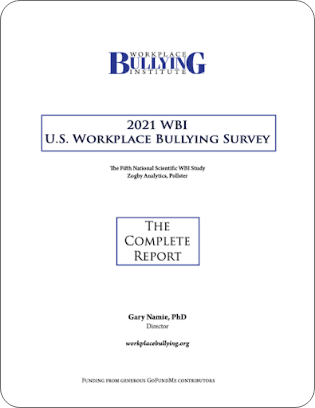 WORKPLACE
BULLYING
INSTITUTE
2021 WBI
U.S. WORKPLACE BULLYING SURVEY
The Fifth National Scientific WBI Study
Zogby Analytics, Pollster
THE
COMPLETE
REPORT
Gary Namie, PhD
Director
workplacebullying.org
FUNDING FROM GENEROUS GOFUNDME CONTRIBUTORS